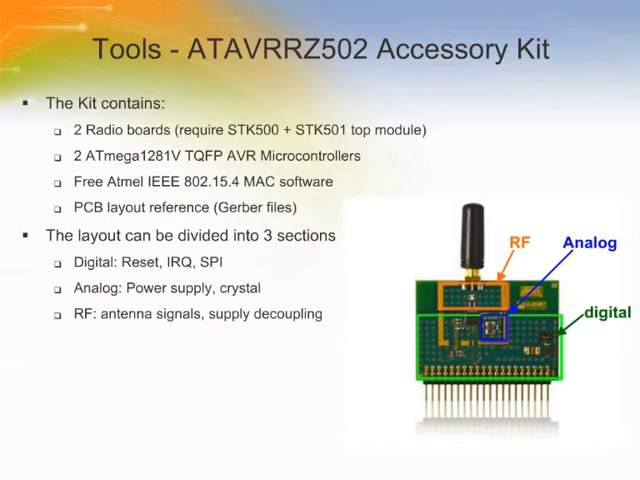 Tools - ATAVRRZ502 Accessory Kit
The Kit contains:
2 Radio boards (require STK500 + STK501 top module)
2 ATmega1281V TQFP AVR Microcontrollers
Free Atmel IEEE 802.15.4 MAC software
PCB layout reference (Gerber files)
The layout can be divided into 3 sections
Digital: Reset, IRQ, SPI
Analog: Power supply, crystal
RF: antenna signals, supply decoupling
RF
Analog
digital